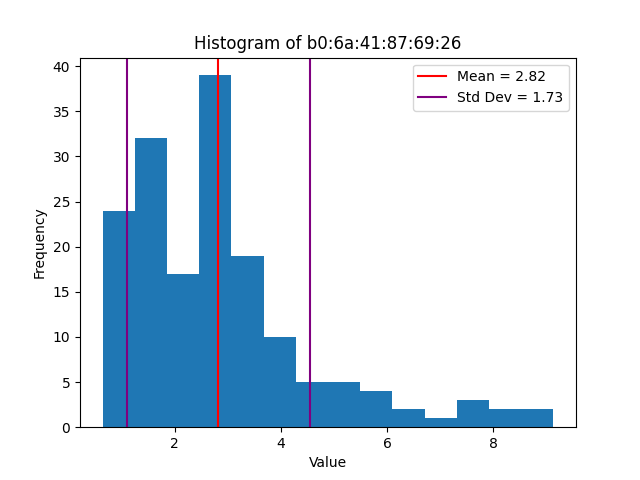 Histogram of b0:6a:41:87:69:26
Mean = 2.82
Std Dev = 1.73
40
35
30
25
20
15
10
5
0
Frequency
2 4 6 8
Value